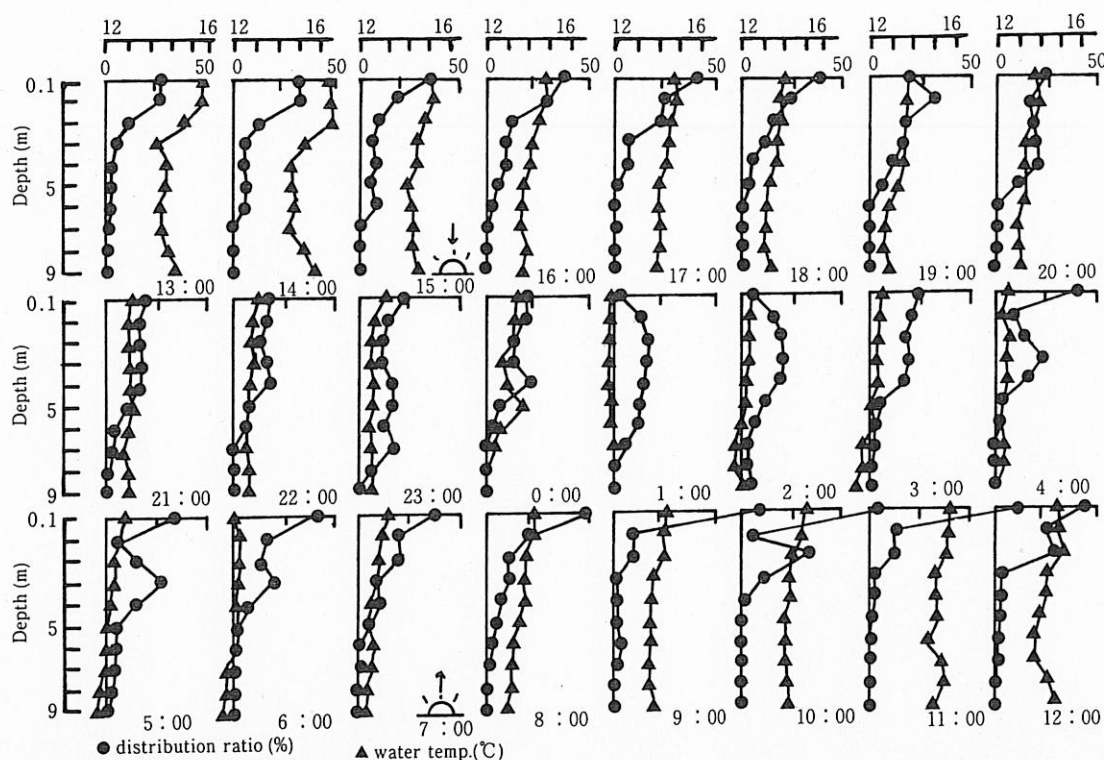 12 16 12 16 12 16 12 16 12 16 12 16 12 16 12 16
0 50 0 50 0 50 0 50 0 50 0 50 0 50 0 50
0.1
Depth (m)
5
9
13:00 14:00 15:00 16:00 17:00 18:00 19:00 20:00
0.1
Depth (m)
5
9
21:00 22:00 23:00 0:00 1:00 2:00 3:00 4:00
0.1
Depth (m)
5
9
5:00 6:00 7:00 8:00 9:00 10:00 11:00 12:00
distribution ratio (%) water temp.(℃)